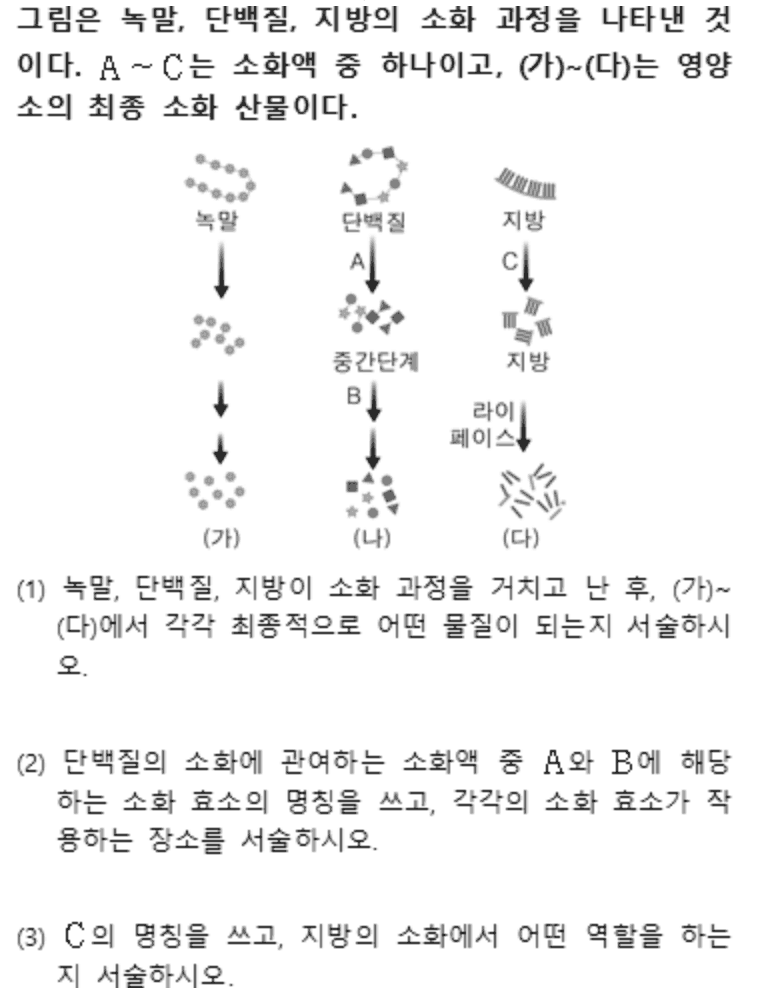 그림은 녹말, 단백질, 지방의 소화 과정을 나타낸 것
이다. A ~ C는 소화액 중 하나이고, (가)~(다)는 영양
소의 최종 소화 산물이다.
녹말 단백질 지방
A C
중간단계 지방
B 라이
페이스
(가) (나) (다)
(1) 녹말, 단백질, 지방이 소화 과정을 거치고 난 후, (가)~
(다)에서 각각 최종적으로 어떤 물질이 되는지 서술하시
오.
(2) 단백질의 소화에 관여하는 소화액 중 A와 B에 해당
하는 소화 효소의 명칭을 쓰고, 각각의 소화 효소가 작
용하는 장소를 서술하시오.
(3) C의 명칭을 쓰고, 지방의 소화에서 어떤 역할을 하는
지 서술하시오.